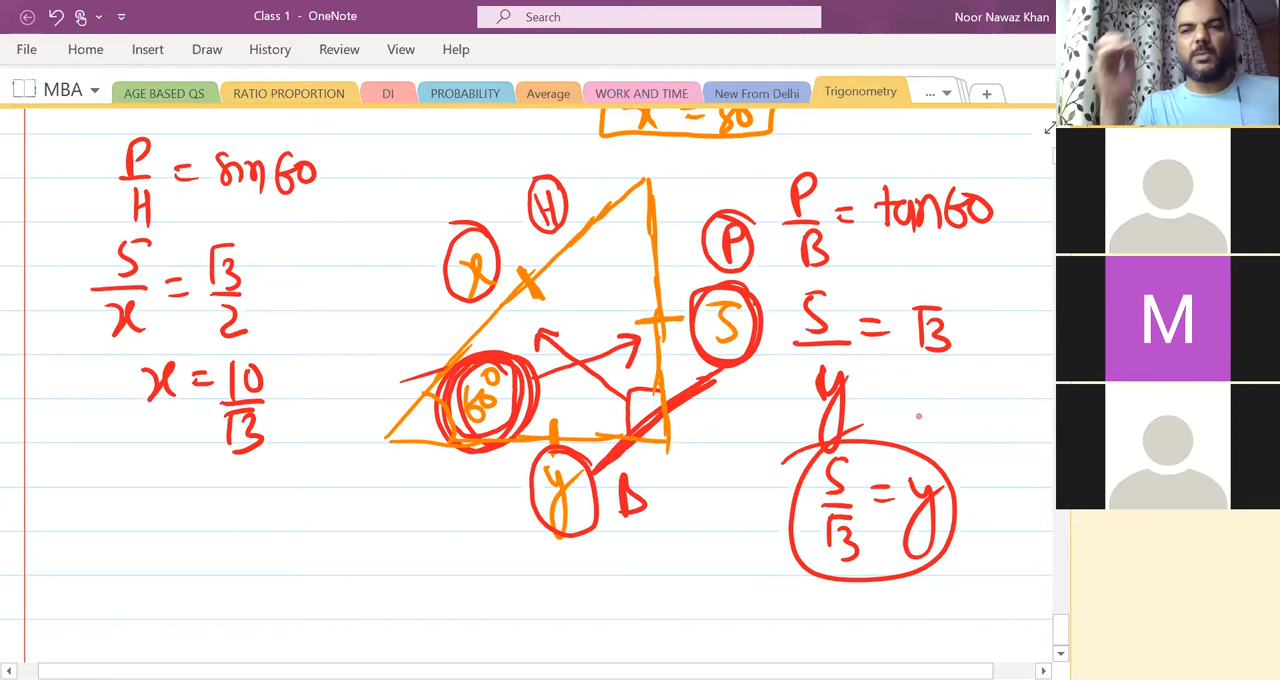 Class 1 - OneNote
Search
Noor Nawaz Khan
File Home Insert Draw History Review View Help
MBA
AGE BASED QS RATIO PROPORTION DI PROBABILITY Average WORK AND TIME New From Delhi Trigonometry ... +
x = 80
P/H = sin60
5/x = √3/2
x = 10/√3
H
x
P
5
60°
y
B
P/B = tan60
5/y = √3
5/√3 = y
M